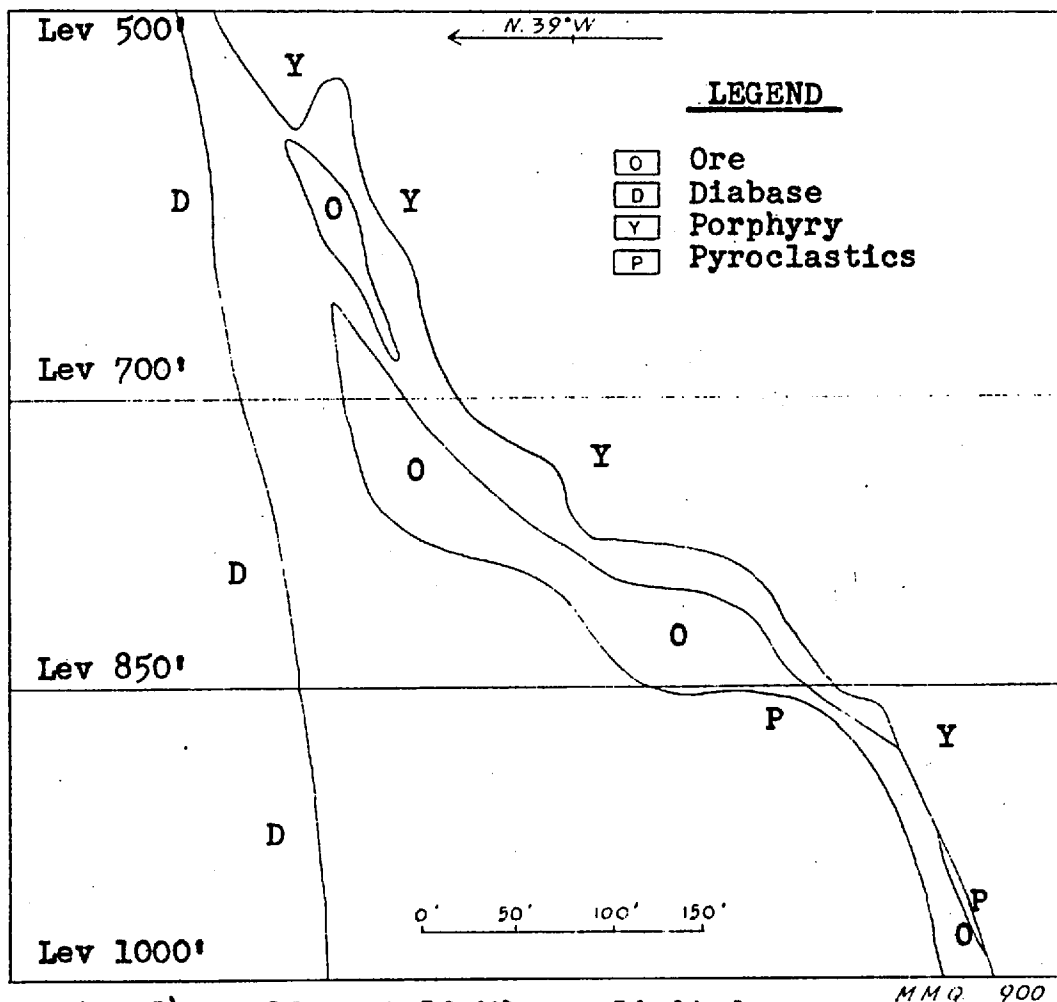 Lev 500'
N. 39° W
Y
LEGEND
O Ore
D Diabase
Y Porphyry
P Pyroclastics
D
O
Y
Lev 700'
O
Y
D
O
Lev 850'
P
Y
D
P
0' 50' 100' 150'
O
Lev 1000'
M M Q 900